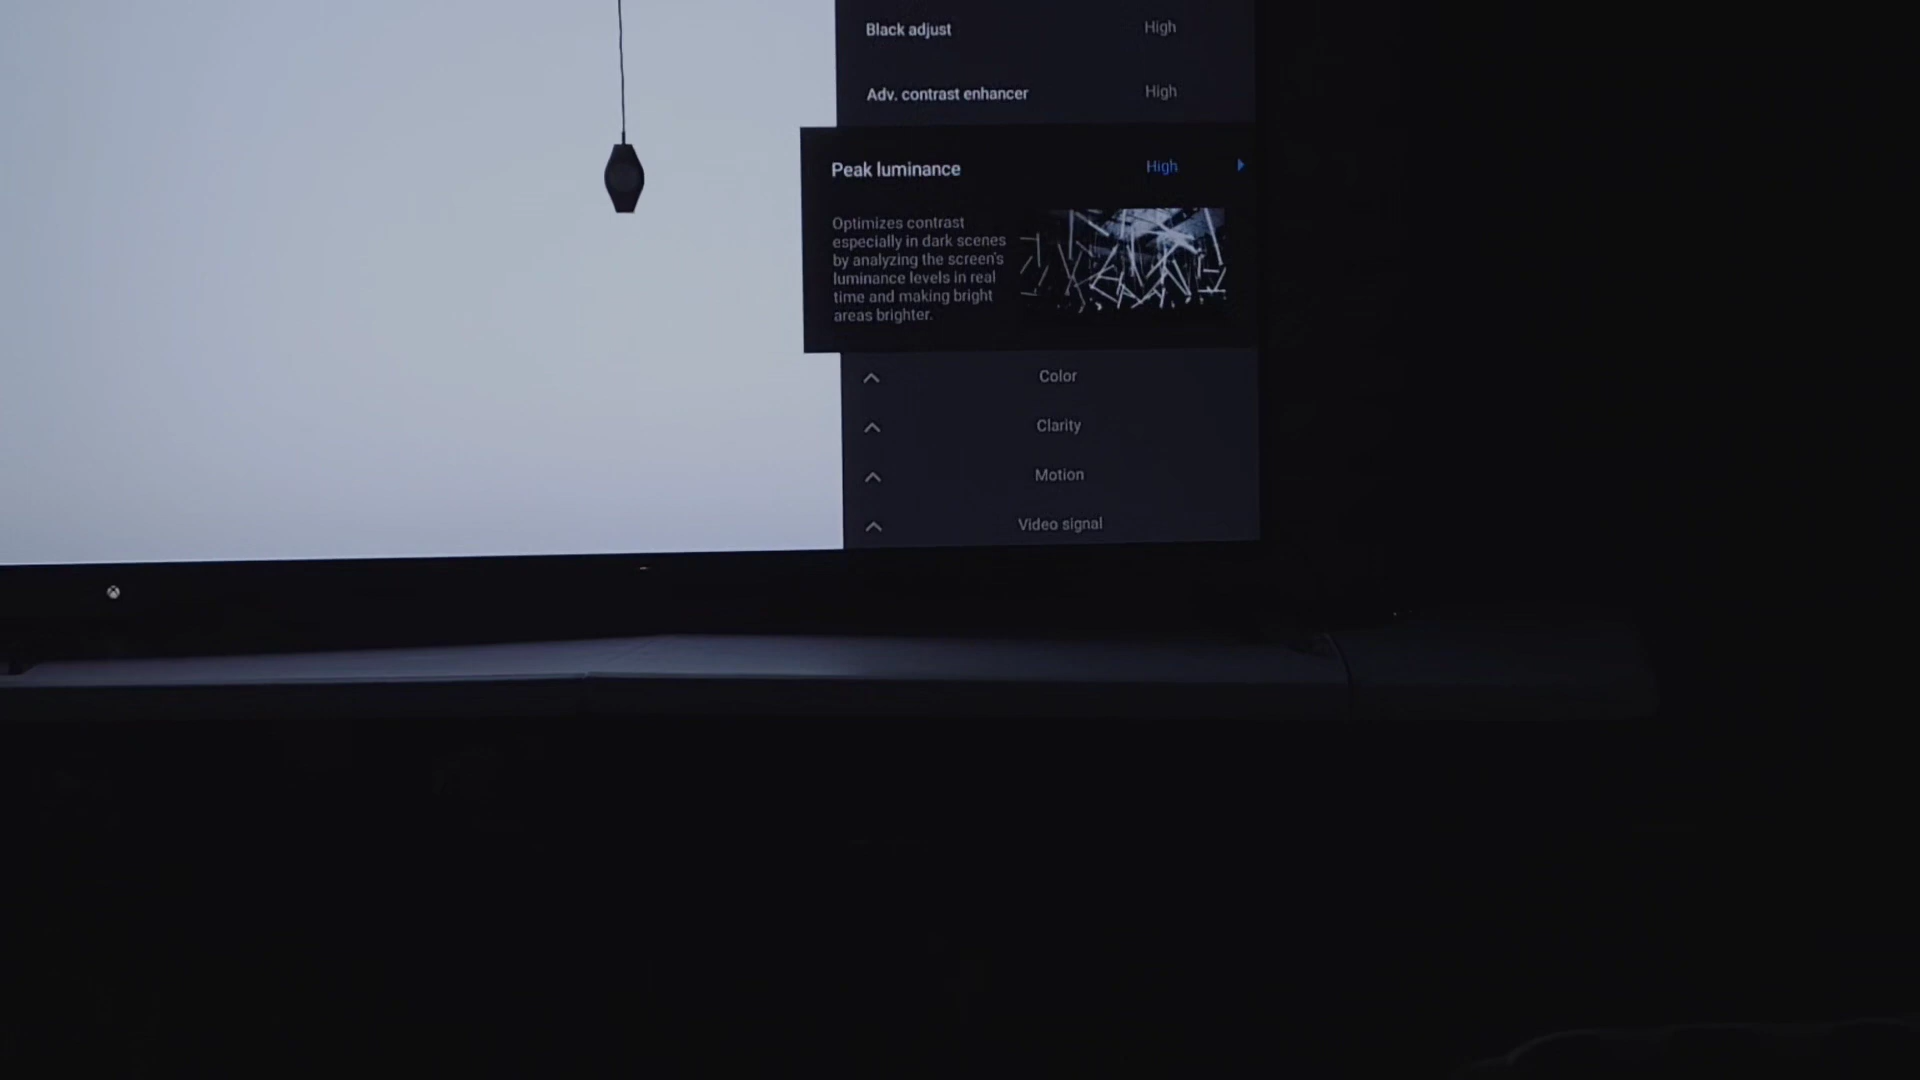 Black adjust High
Adv. contrast enhancer High
Peak luminance High
Optimizes contrast
especially in dark scenes
by analyzing the screen's
luminance levels in real
time and making bright
areas brighter.
Color
Clarity
Motion
Video signal